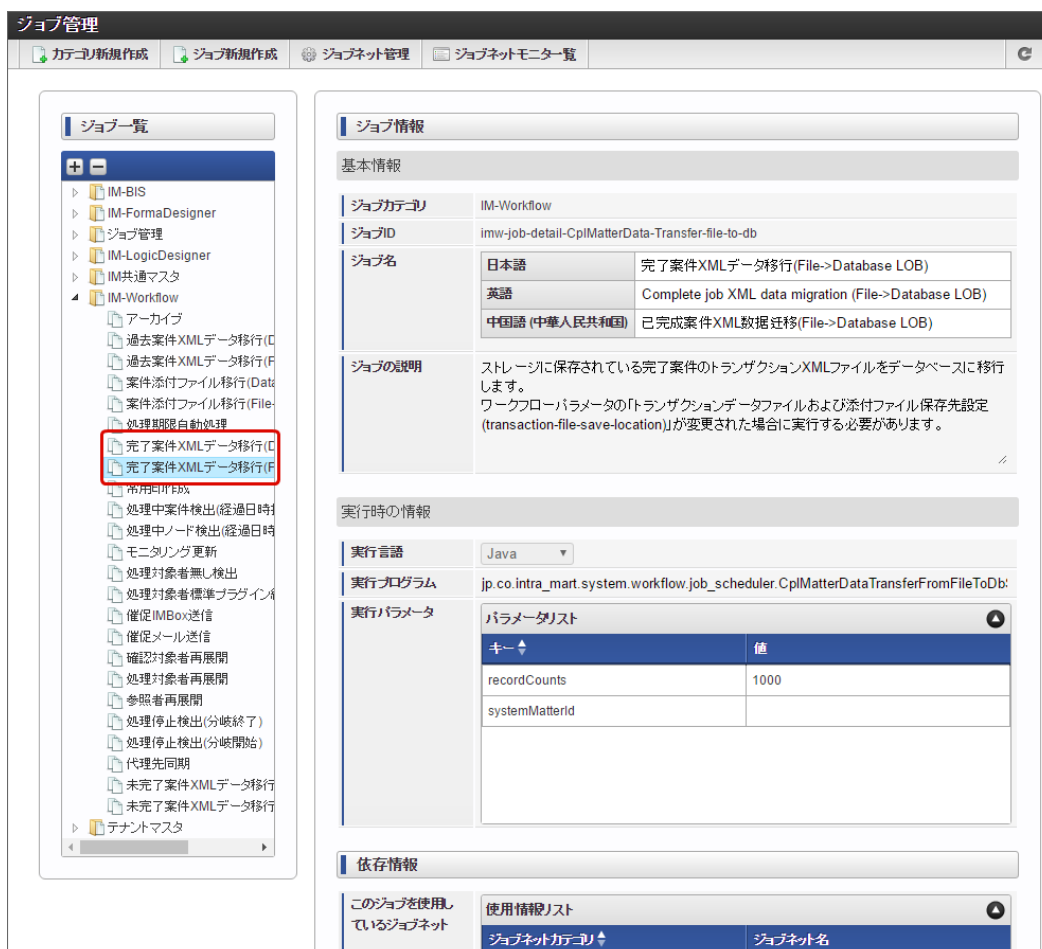 ジョブ管理
カテゴリ新規作成 ジョブ新規作成 ジョブネット管理 ジョブネットモニター覧
ジョブ一覧
IM-BIS
IM-FormaDesigner
ジョブ管理
IM-LogicDesigner
IM共通マスタ
IM-Workflow
アーカイブ
過去案件XMLデータ移行(D
過去案件XMLデータ移行(F
案件添付ファイル移行(Data
案件添付ファイル移行(File-
処理期限自動処理
完了案件XMLデータ移行(D
完了案件XMLデータ移行(F
常用印作成
処理中案件検出(経過日時
処理中ノード検出(経過日時
モニタリング更新
処理対象者無し検出
処理対象者標準プラグイン
催促IMBox送信
催促メール送信
確認対象者再展開
処理対象者再展開
参照者再展開
処理停止検出(分岐終了)
処理停止検出(分岐開始)
代理先同期
未完了案件XMLデータ移行
未完了案件XMLデータ移行
テナントマスタ
ジョブ情報
基本情報
ジョブカテゴリ IM-Workflow
ジョブID imw-job-detail-CplMatterData-Transfer-file-to-db
ジョブ名 日本語 完了案件XMLデータ移行(File->Database LOB)
英語 Complete job XML data migration (File->Database LOB)
中国語 (中華人民共和国) 已完成案件XML数据迁移(File->Database LOB)
ジョブの説明 ストレージに保存されている完了案件のトランザクションXMLファイルをデータベースに移行
します。
ワークフローパラメータの「トランザクションデータファイルおよび添付ファイル保存先設定
(transaction-file-save-location)」が変更された場合に実行する必要があります。
実行時の情報
実行言語 Java
実行プログラム jp.co.intra_mart.system.workflow.job_scheduler.CplMatterDataTransferFromFileToDb
実行パラメータ パラメータリスト
キー 値
recordCounts 1000
systemMatterId
依存情報
このジョブを使用し
ているジョブネット
使用情報リスト
ジョブネットカテゴリ ジョブネット名